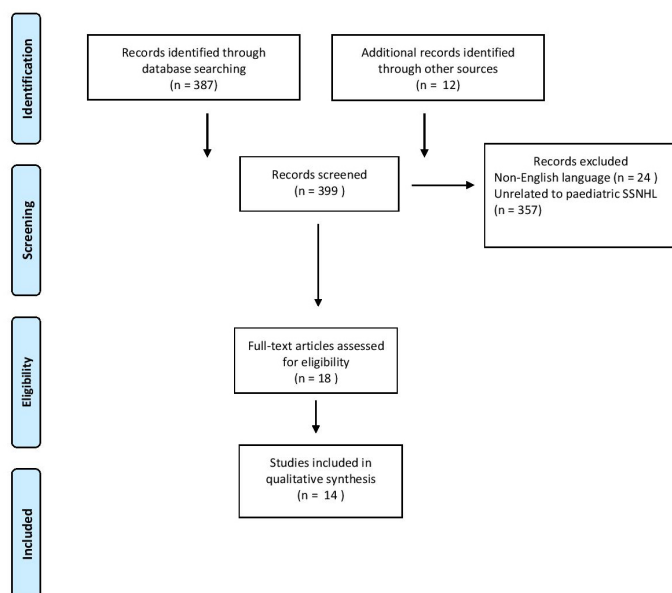 Identification
Records identified through
database searching
(n = 387)
Additional records identified
through other sources
(n = 12)
Screening
Records screened
(n = 399 )
Records excluded
Non-English language (n = 24 )
Unrelated to paediatric SSNHL
(n = 357)
Eligibility
Full-text articles assessed
for eligibility
(n = 18 )
Included
Studies included in
qualitative synthesis
(n = 14 )